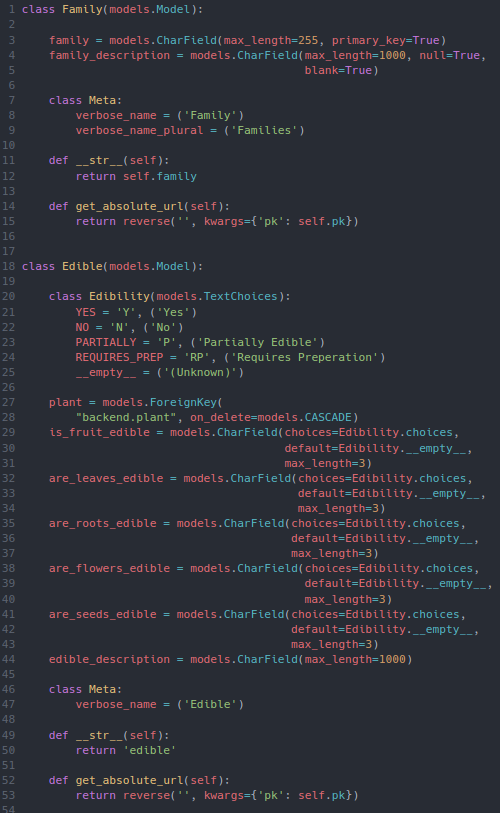 1 class Family(models.Model):
2
3     family = models.CharField(max_length=255, primary_key=True)
4     family_description = models.CharField(max_length=1000, null=True,
5                                           blank=True)
6
7     class Meta:
8         verbose_name = ('Family')
9         verbose_name_plural = ('Families')
10
11     def __str__(self):
12         return self.family
13
14     def get_absolute_url(self):
15         return reverse('', kwargs={'pk': self.pk})
16
17
18 class Edible(models.Model):
19
20     class Edibility(models.TextChoices):
21         YES = 'Y', ('Yes')
22         NO = 'N', ('No')
23         PARTIALLY = 'P', ('Partially Edible')
24         REQUIRES_PREP = 'RP', ('Requires Preperation')
25         __empty__ = ('(Unknown)')
26
27     plant = models.ForeignKey(
28         "backend.plant", on_delete=models.CASCADE)
29     is_fruit_edible = models.CharField(choices=Edibility.choices,
30                                        default=Edibility.__empty__,
31                                        max_length=3)
32     are_leaves_edible = models.CharField(choices=Edibility.choices,
33                                          default=Edibility.__empty__,
34                                          max_length=3)
35     are_roots_edible = models.CharField(choices=Edibility.choices,
36                                         default=Edibility.__empty__,
37                                         max_length=3)
38     are_flowers_edible = models.CharField(choices=Edibility.choices,
39                                           default=Edibility.__empty__,
40                                           max_length=3)
41     are_seeds_edible = models.CharField(choices=Edibility.choices,
42                                         default=Edibility.__empty__,
43                                         max_length=3)
44     edible_description = models.CharField(max_length=1000)
45
46     class Meta:
47         verbose_name = ('Edible')
48
49     def __str__(self):
50         return 'edible'
51
52     def get_absolute_url(self):
53         return reverse('', kwargs={'pk': self.pk})
54